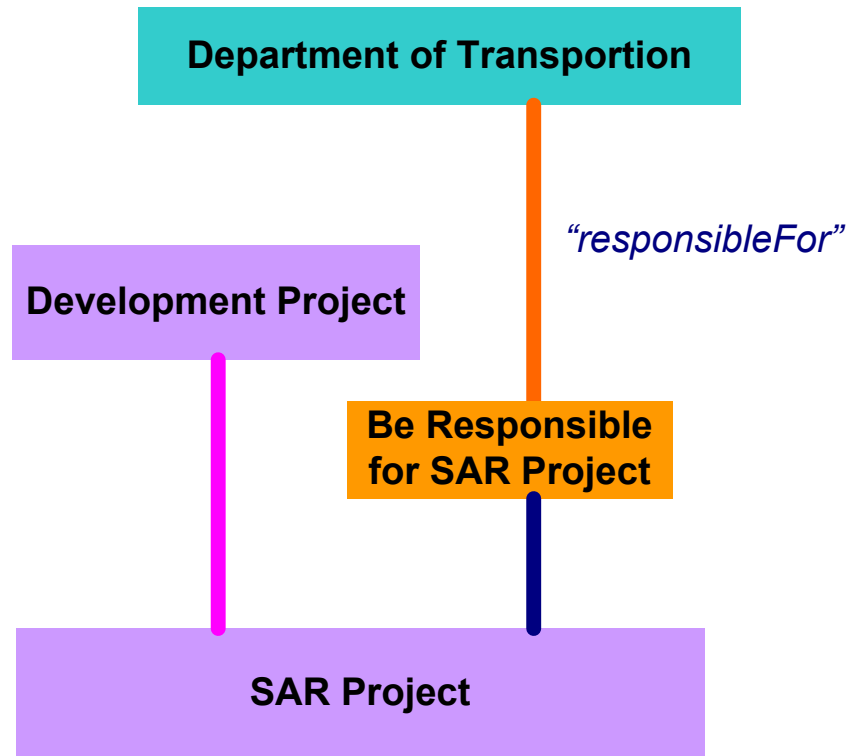 Department of Transportion
“responsibleFor”
Development Project
Be Responsible
for SAR Project
SAR Project